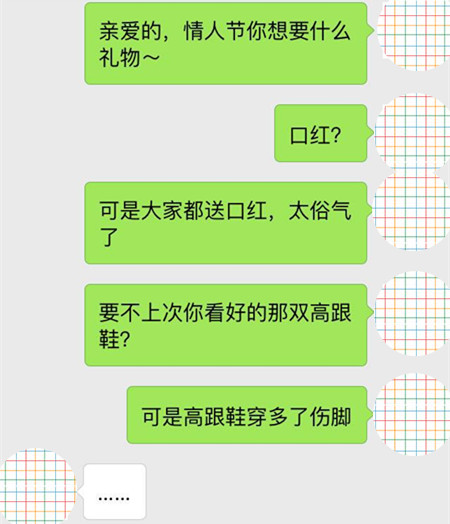 亲爱的，情人节你想要什么
礼物～
口红？
可是大家都送口红，太俗气
了
要不上次你看好的那双高跟
鞋？
可是高跟鞋穿多了伤脚
……